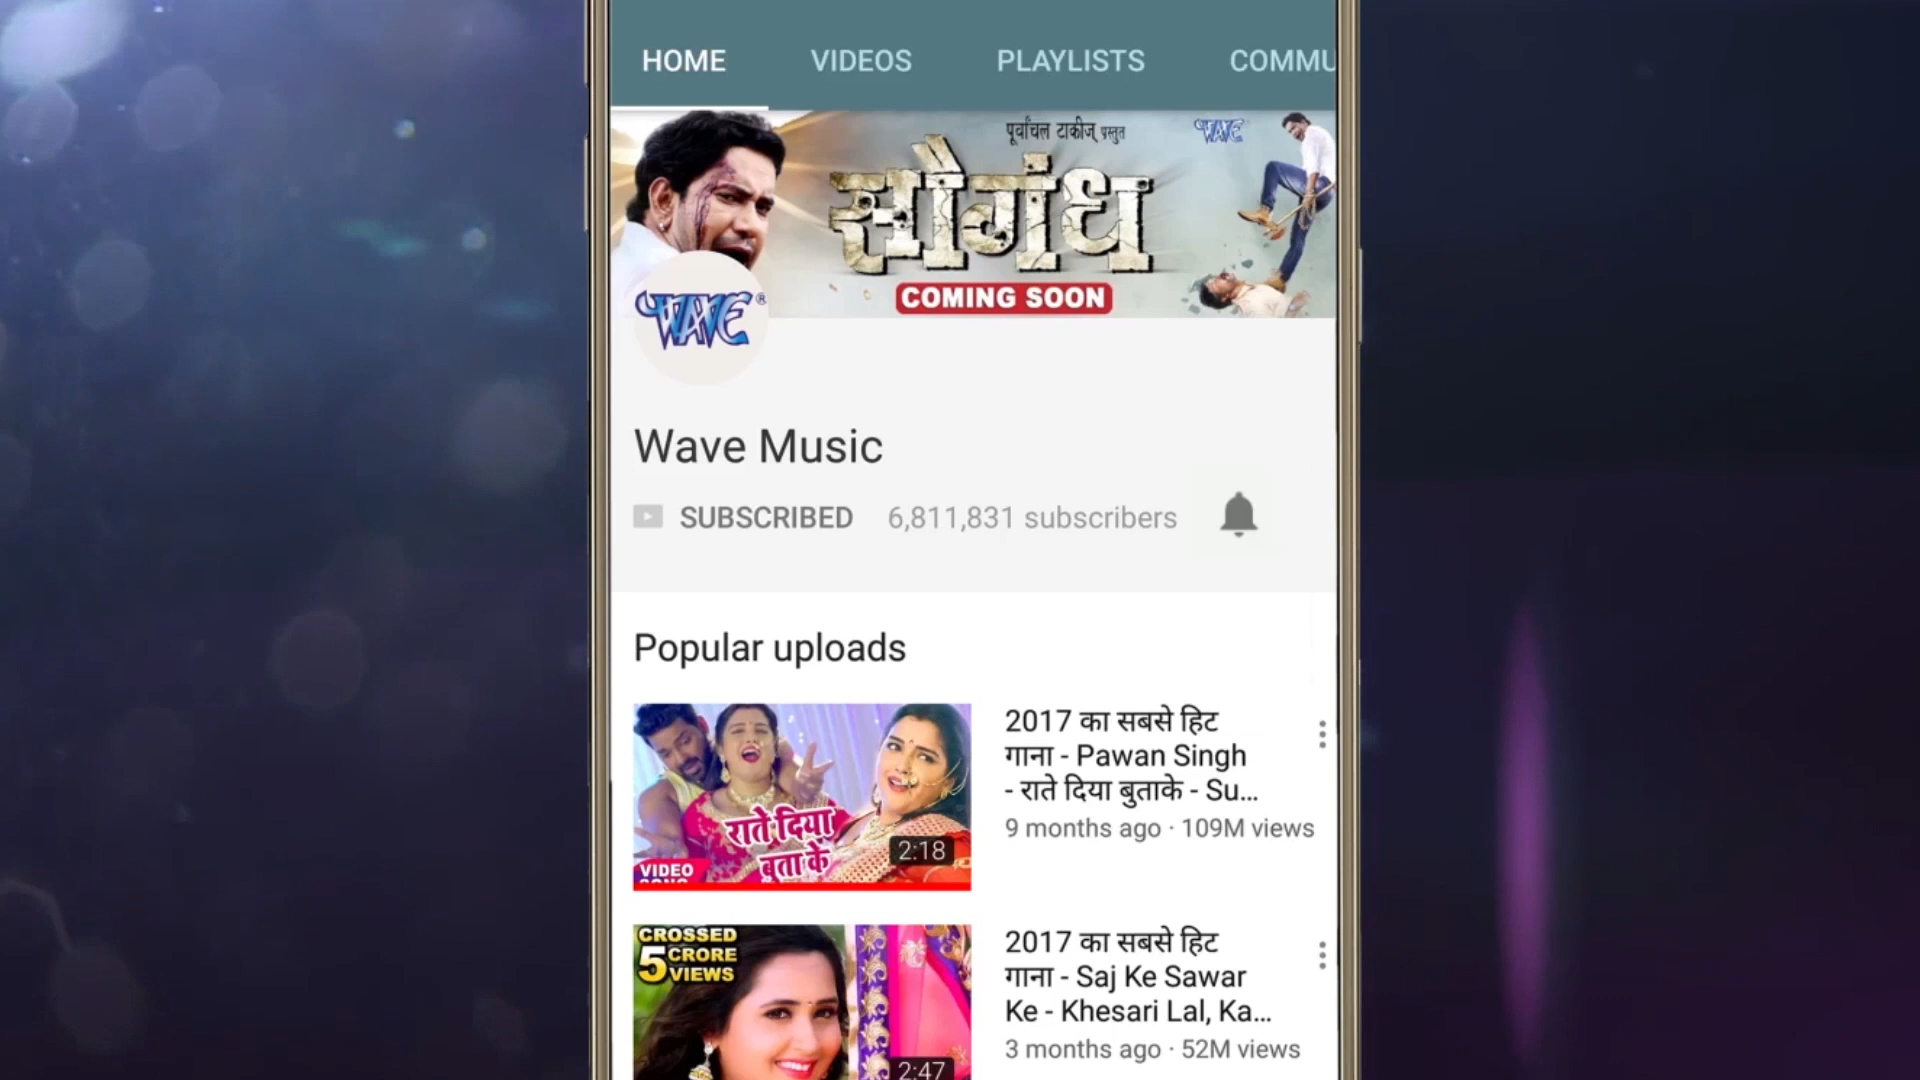 HOME VIDEOS PLAYLISTS COMMU
पूर्वांचल टाकीज् प्रस्तुत
WAVE
सौगंध
COMING SOON
WAVE ®
Wave Music
SUBSCRIBED 6,811,831 subscribers
Popular uploads
राते दिया
बुता के
VIDEO
SONG
2:18
2017 का सबसे हिट
गाना - Pawan Singh
- राते दिया बुताके - Su...
9 months ago · 109M views
CROSSED
5 CRORE
VIEWS
2:47
2017 का सबसे हिट
गाना - Saj Ke Sawar
Ke - Khesari Lal, Ka...
3 months ago · 52M views